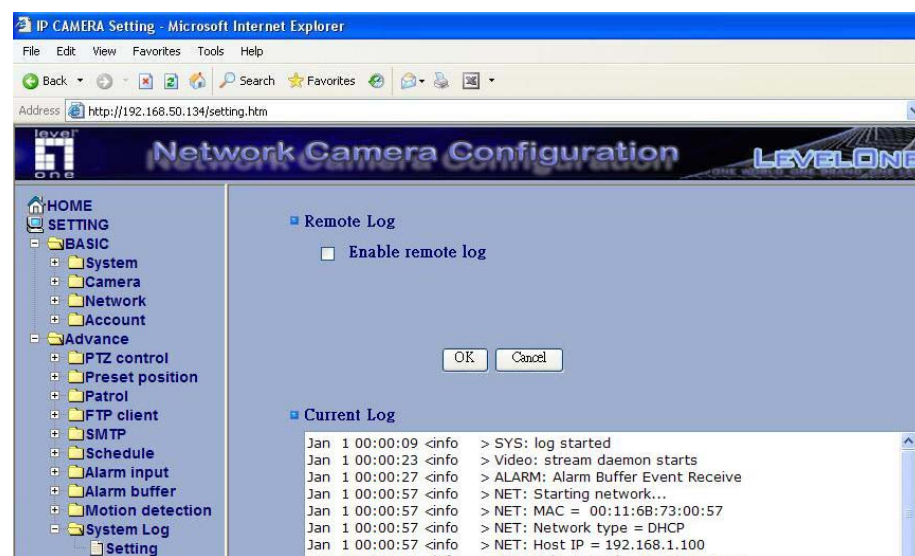 IP CAMERA Setting - Microsoft Internet Explorer
File Edit View Favorites Tools Help
Back Search Favorites
Address http://192.168.50.134/setting.htm
level one Network Camera Configuration LEVELONE
HOME
SETTING
BASIC
System
Camera
Network
Account
Advance
PTZ control
Preset position
Patrol
FTP client
SMTP
Schedule
Alarm input
Alarm buffer
Motion detection
System Log
Setting
Remote Log
Enable remote log
OK Cancel
Current Log
Jan 1 00:00:09 <info > SYS: log started
Jan 1 00:00:23 <info > Video: stream daemon starts
Jan 1 00:00:27 <info > ALARM: Alarm Buffer Event Receive
Jan 1 00:00:57 <info > NET: Starting network...
Jan 1 00:00:57 <info > NET: MAC = 00:11:6B:73:00:57
Jan 1 00:00:57 <info > NET: Network type = DHCP
Jan 1 00:00:57 <info > NET: Host IP = 192.168.1.100